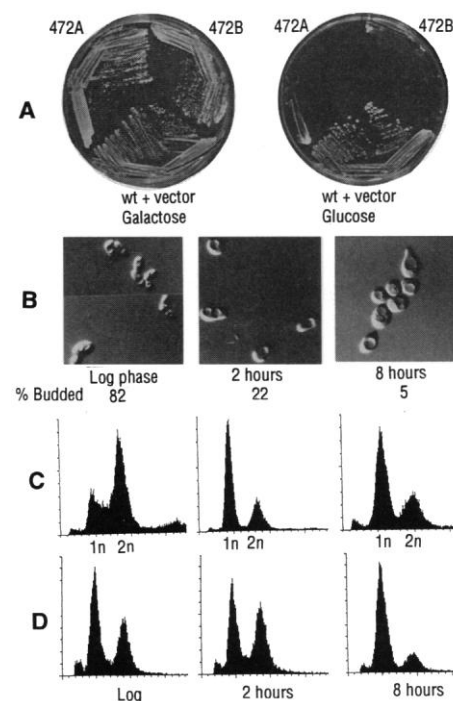 472A 472B 472A 472B
A
wt + vector wt + vector
Galactose Glucose
B
Log phase 2 hours 8 hours
% Budded 82 22 5
C
1n 2n 1n 2n 1n 2n
D
Log 2 hours 8 hours